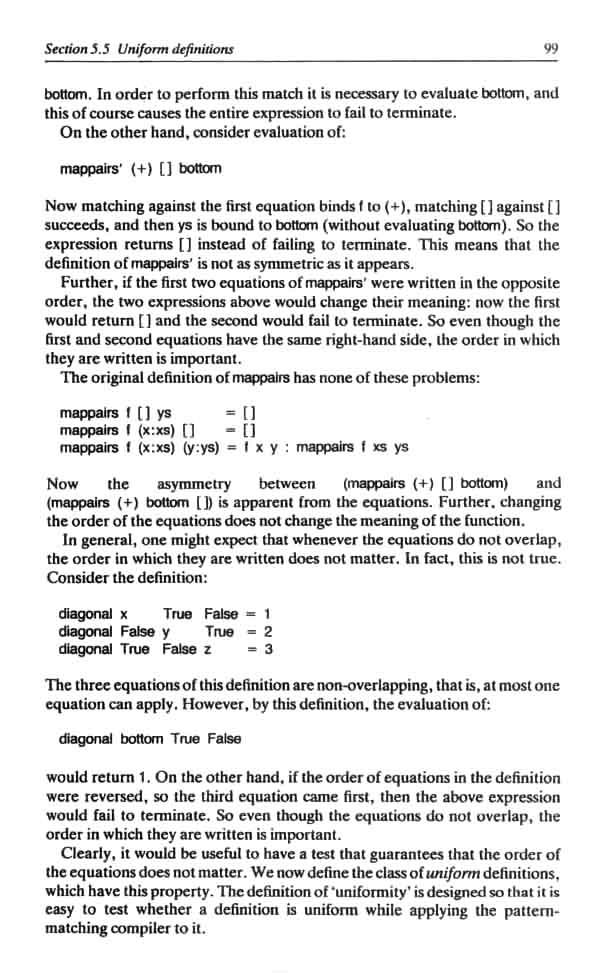 Section 5.5 Uniform definitions 99
bottom. In order to perform this match it is necessary to evaluate bottom, and
this of course causes the entire expression to fail to terminate.
On the other hand, consider evaluation of:
mappairs' (+) [] bottom
Now matching against the first equation binds f to (+), matching [] against []
succeeds, and then ys is bound to bottom (without evaluating bottom). So the
expression returns [] instead of failing to terminate. This means that the
definition of mappairs' is not as symmetric as it appears.
Further, if the first two equations of mappairs' were written in the opposite
order, the two expressions above would change their meaning: now the first
would return [] and the second would fail to terminate. So even though the
first and second equations have the same right-hand side, the order in which
they are written is important.
The original definition of mappairs has none of these problems:
mappairs f [] ys = []
mappairs f (x:xs) [] = []
mappairs f (x:xs) (y:ys) = f x y : mappairs f xs ys
Now the asymmetry between (mappairs (+) [] bottom) and
(mappairs (+) bottom []) is apparent from the equations. Further, changing
the order of the equations does not change the meaning of the function.
In general, one might expect that whenever the equations do not overlap,
the order in which they are written does not matter. In fact, this is not true.
Consider the definition:
diagonal x True False = 1
diagonal False y True = 2
diagonal True False z = 3
The three equations of this definition are non-overlapping, that is, at most one
equation can apply. However, by this definition, the evaluation of:
diagonal bottom True False
would return 1. On the other hand, if the order of equations in the definition
were reversed, so the third equation came first, then the above expression
would fail to terminate. So even though the equations do not overlap, the
order in which they are written is important.
Clearly, it would be useful to have a test that guarantees that the order of
the equations does not matter. We now define the class of uniform definitions,
which have this property. The definition of 'uniformity' is designed so that it is
easy to test whether a definition is uniform while applying the pattern-
matching compiler to it.